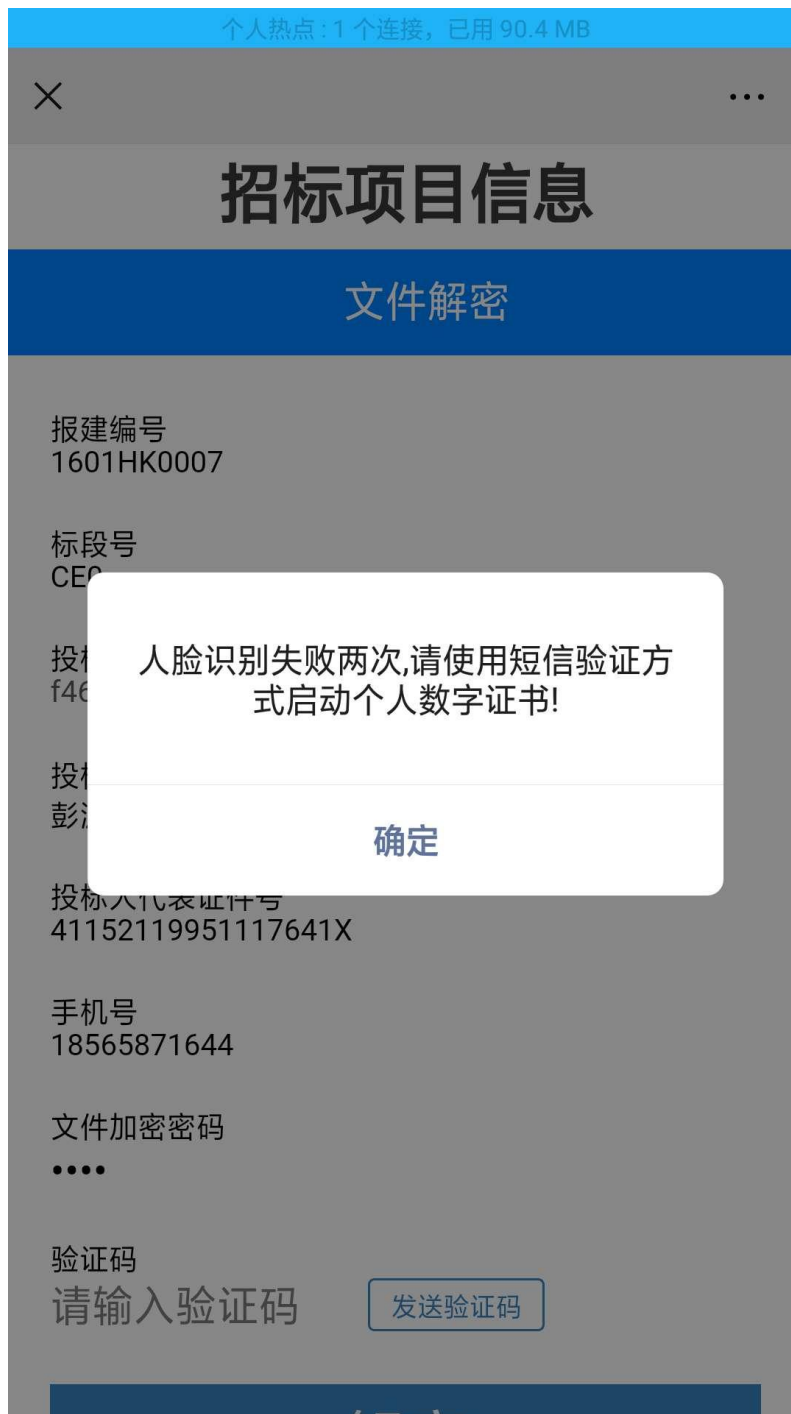 个人热点 : 1 个连接，已用 90.4 MB
招标项目信息
文件解密
报建编号
1601HK0007
标段号
人脸识别失败两次,请使用短信验证方
式启动个人数字证书!
确定
投标人代表证件号
41152119951117641X
手机号
18565871644
文件加密密码
••••
验证码
请输入验证码
发送验证码